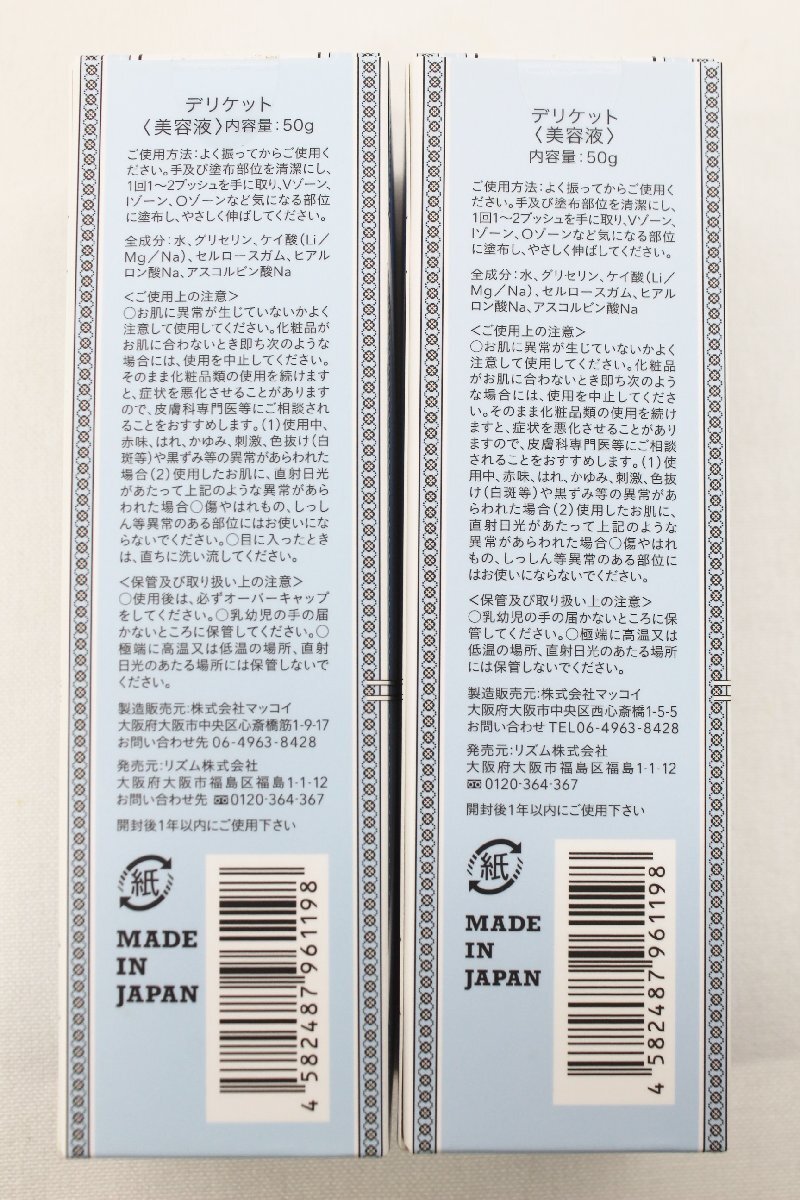 デリケット
〈美容液〉内容量:50g
ご使用方法:よく振ってからご使用く
ださい。手及び塗布部位を清潔にし、
1回1〜2プッシュを手に取り、Vゾーン、
Iゾーン、Oゾーンなど気になる部位
に塗布し、やさしく伸ばしてください。
全成分:水、グリセリン、ケイ酸(Li/
Mg/Na)、セルロースガム、ヒアル
ロン酸Na、アスコルビン酸Na
<ご使用上の注意>
○お肌に異常が生じていないかよく
注意して使用してください。化粧品が
お肌に合わないとき即ち次のような
場合には、使用を中止してください。
そのまま化粧品類の使用を続けます
と、症状を悪化させることがあります
ので、皮膚科専門医等にご相談され
ることをおすすめします。(1)使用中、
赤味、はれ、かゆみ、刺激、色抜け(白
斑等)や黒ずみ等の異常があらわれた
場合(2)使用したお肌に、直射日光
があたって上記のような異常があら
われた場合○傷やはれもの、しっし
ん等異常のある部位にはお使いにな
らないでください。○目に入ったとき
は、直ちに洗い流してください。
<保管及び取り扱い上の注意>
○使用後は、必ずオーバーキャップ
をしてください。○乳幼児の手の届
かないところに保管してください。○
極端に高温又は低温の場所、直射
日光のあたる場所には保管しないで
ください。
製造販売元:株式会社マッコイ
大阪府大阪市中央区心斎橋筋1-9-17
お問い合わせ先 06-4963-8428
発売元:リズム株式会社
大阪府大阪市福島区福島1-1-12
お問い合わせ先 0120-364-367
開封後1年以内にご使用下さい
紙
MADE
IN
JAPAN
4 582487 961198
デリケット
〈美容液〉
内容量:50g
ご使用方法:よく振ってからご使用く
ださい。手及び塗布部位を清潔にし、
1回1〜2プッシュを手に取り、Vゾーン、
Iゾーン、Oゾーンなど気になる部位
に塗布し、やさしく伸ばしてください。
全成分:水、グリセリン、ケイ酸(Li/
Mg/Na)、セルロースガム、ヒアル
ロン酸Na、アスコルビン酸Na
<ご使用上の注意>
○お肌に異常が生じていないかよく
注意して使用してください。化粧品
がお肌に合わないとき即ち次のよう
な場合には、使用を中止してくださ
い。そのまま化粧品類の使用を続け
ますと、症状を悪化させることがあり
ますので、皮膚科専門医等にご相談
されることをおすすめします。(1)使
用中、赤味、はれ、かゆみ、刺激、色抜
け(白斑等)や黒ずみ等の異常があ
らわれた場合(2)使用したお肌に、
直射日光があたって上記のような
異常があらわれた場合○傷やはれ
もの、しっしん等異常のある部位に
はお使いにならないでください。
<保管及び取り扱い上の注意>
○乳幼児の手の届かないところに保
管してください。○極端に高温又は
低温の場所、直射日光のあたる場所
には保管しないでください。
製造販売元:株式会社マッコイ
大阪府大阪市中央区西心斎橋1-5-5
お問い合わせ TEL06-4963-8428
発売元:リズム株式会社
大阪府大阪市福島区福島1-1-12
0120-364-367
開封後1年以内にご使用下さい
紙
MADE
IN
JAPAN
4 582487 961198